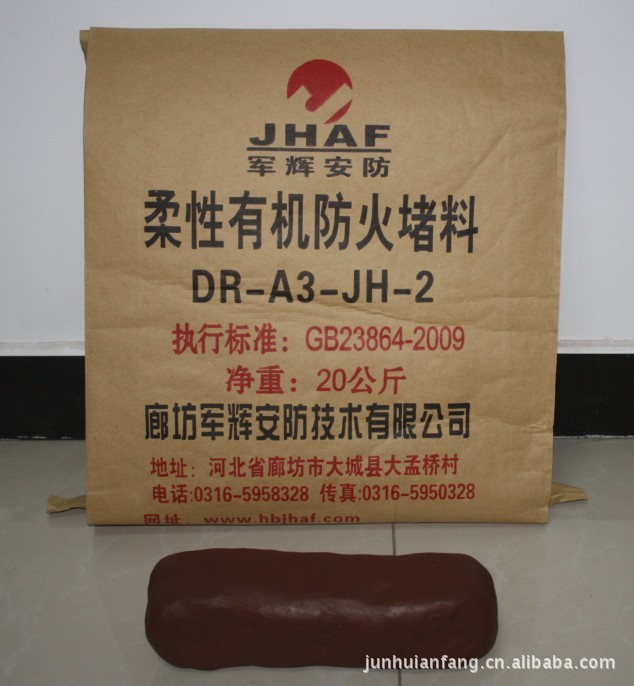 JHAF
军辉安防
柔性有机防火堵料
DR-A3-JH-2
执行标准：GB23864-2009
净重：20公斤
廊坊军辉安防技术有限公司
地址：河北省廊坊市大城县大孟桥村
电话:0316-5958328 传真:0316-5950328
网址：www.hbjhaf.com
junhuianfang.cn.alibaba.com